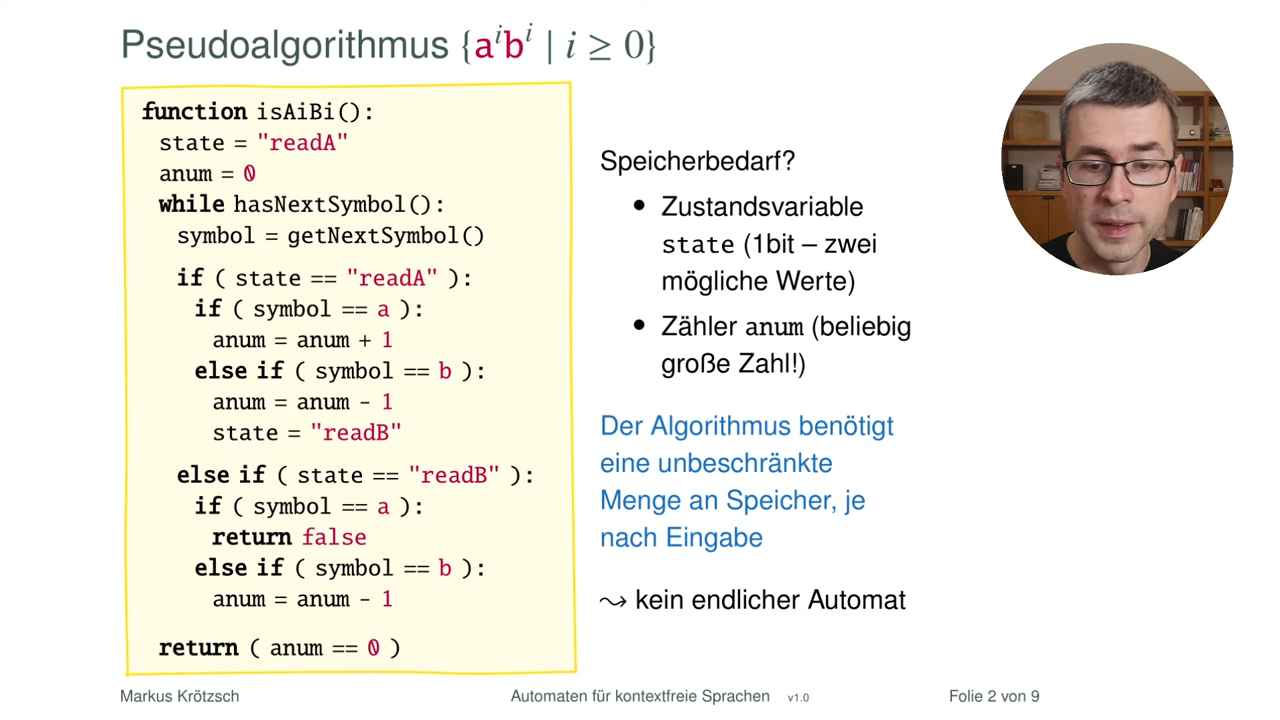 Pseudoalgorithmus {aⁱbⁱ | i ≥ 0}
function isAiBi():
state = "readA"
anum = 0
while hasNextSymbol():
symbol = getNextSymbol()
if ( state == "readA" ):
if ( symbol == a ):
anum = anum + 1
else if ( symbol == b ):
anum = anum - 1
state = "readB"
else if ( state == "readB" ):
if ( symbol == a ):
return false
else if ( symbol == b ):
anum = anum - 1
return ( anum == 0 )
Speicherbedarf?
• Zustandsvariable
state (1bit – zwei
mögliche Werte)
• Zähler anum (beliebig
große Zahl!)
Der Algorithmus benötigt
eine unbeschränkte
Menge an Speicher, je
nach Eingabe
⇝ kein endlicher Automat
Markus Krötzsch
Automaten für kontextfreie Sprachen v1.0
Folie 2 von 9